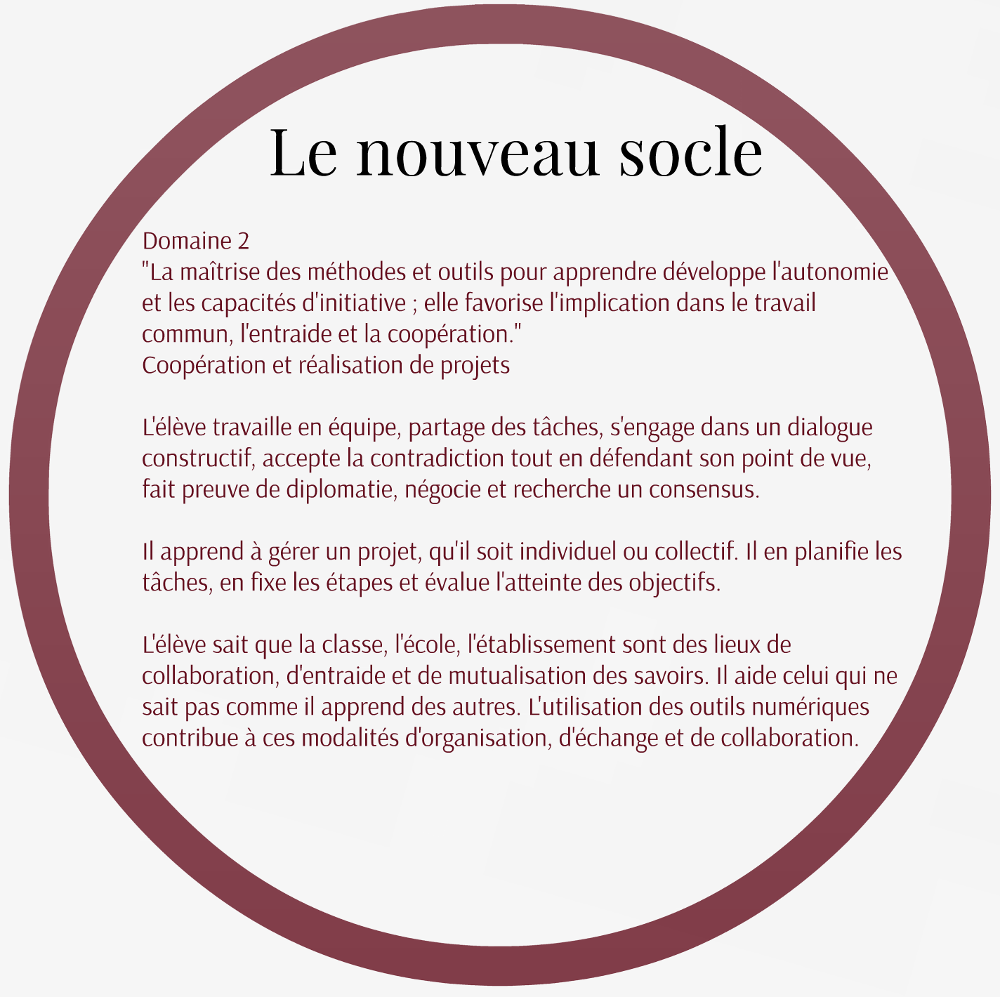 Le nouveau socle
Domaine 2
"La maîtrise des méthodes et outils pour apprendre développe l'autonomie
et les capacités d'initiative ; elle favorise l'implication dans le travail
commun, l'entraide et la coopération."
Coopération et réalisation de projets
L'élève travaille en équipe, partage des tâches, s'engage dans un dialogue
constructif, accepte la contradiction tout en défendant son point de vue,
fait preuve de diplomatie, négocie et recherche un consensus.
Il apprend à gérer un projet, qu'il soit individuel ou collectif. Il en planifie les
tâches, en fixe les étapes et évalue l'atteinte des objectifs.
L'élève sait que la classe, l'école, l'établissement sont des lieux de
collaboration, d'entraide et de mutualisation des savoirs. Il aide celui qui ne
sait pas comme il apprend des autres. L'utilisation des outils numériques
contribue à ces modalités d'organisation, d'échange et de collaboration.